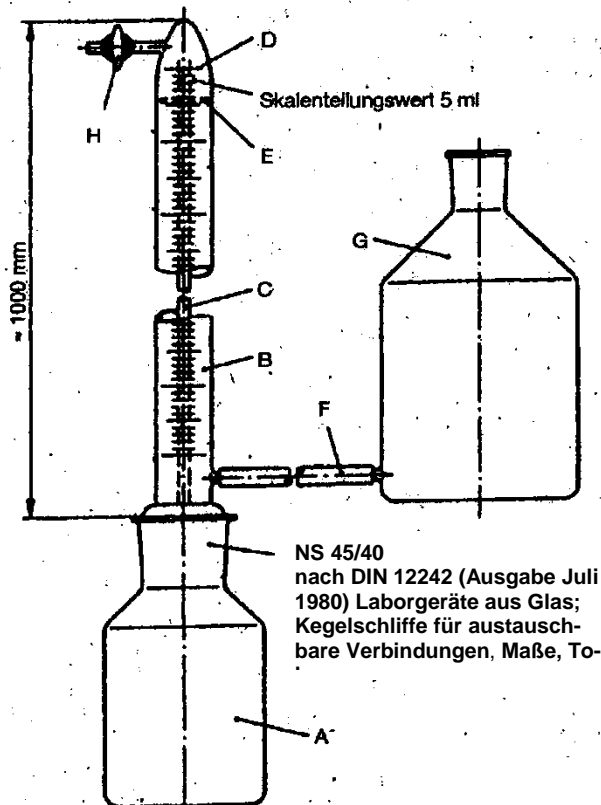 D
Skalenteilungswert 5 ml
H
E
G
≈ 1000 mm
C
B
F
NS 45/40
nach DIN 12242 (Ausgabe Juli
1980) Laborgeräte aus Glas;
Kegelschliffe für austausch-
bare Verbindungen, Maße, To-
A